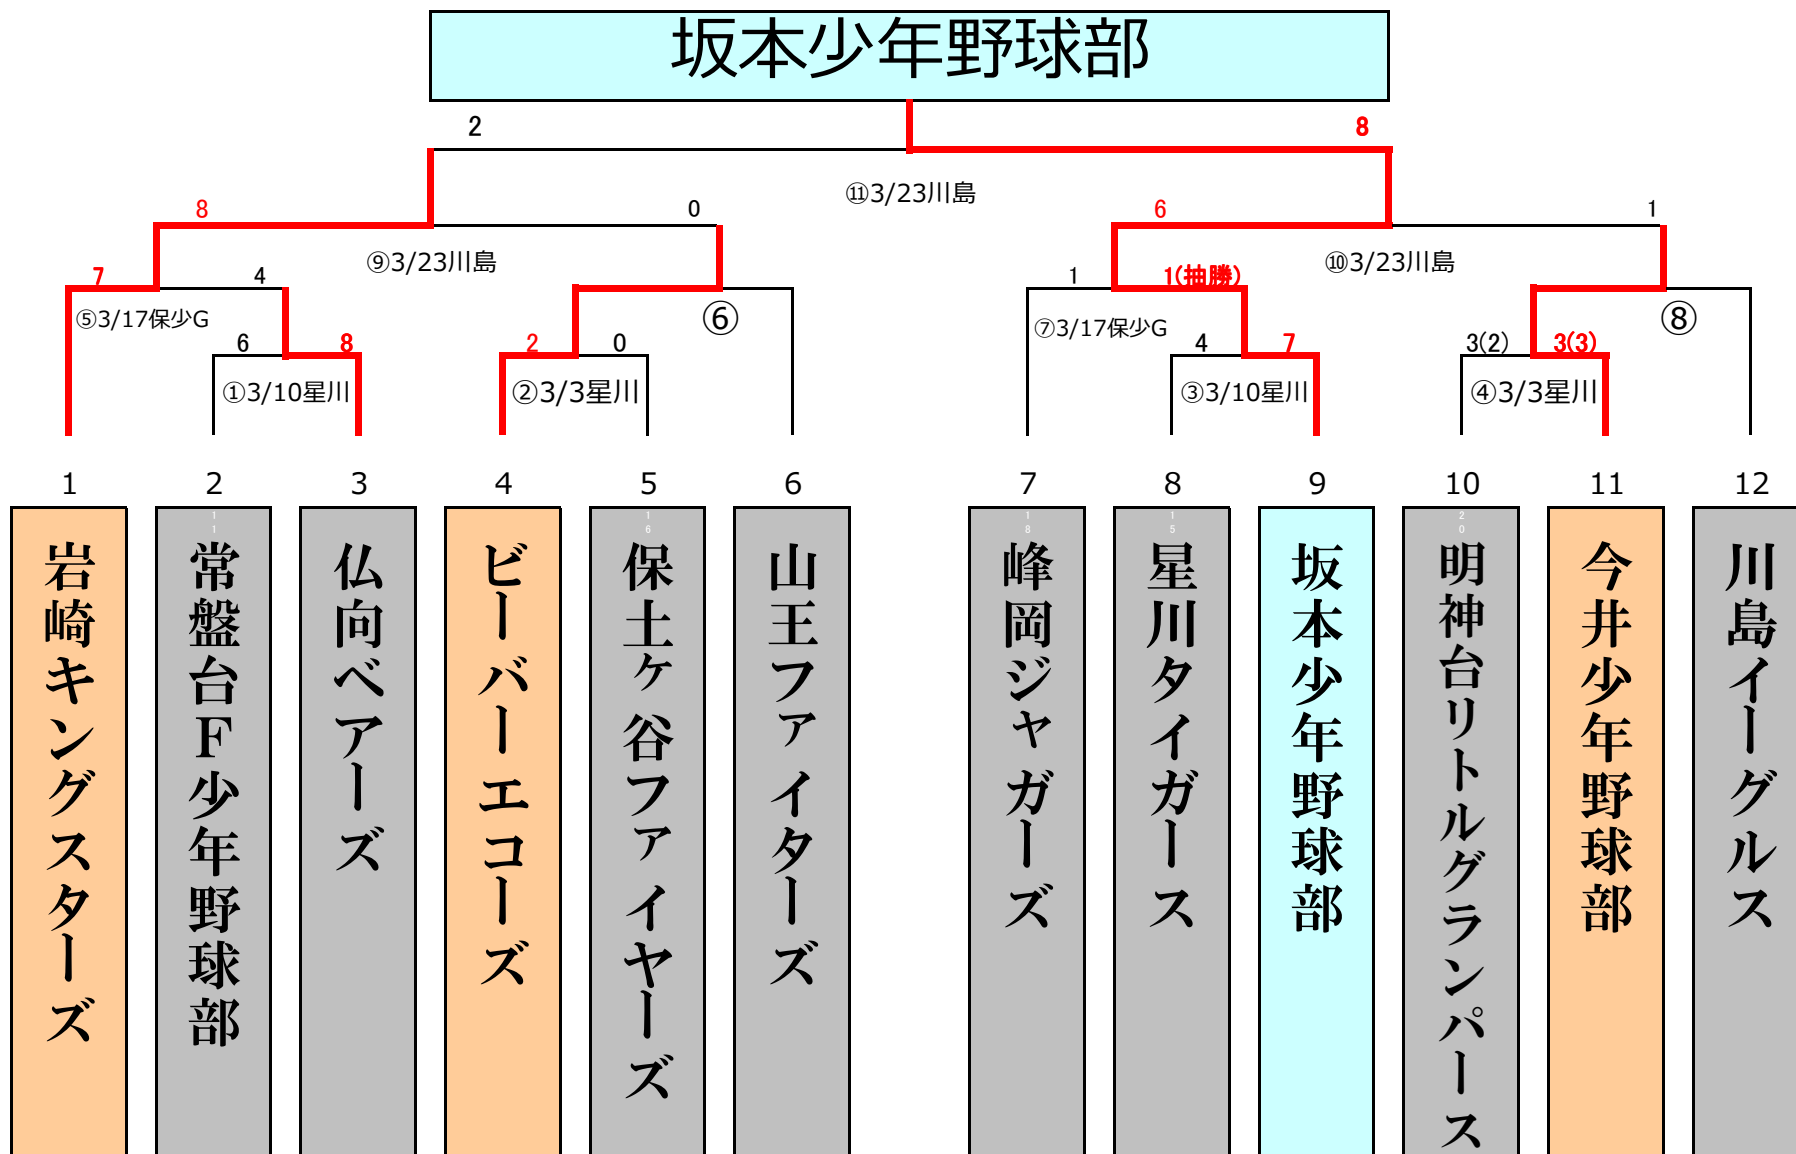 坂本少年野球部
2
8
⑪3/23川島
8
0
6
1
⑨3/23川島
⑩3/23川島
7
4
1
1(抽勝)
⑤3/17保少G
⑥
⑦3/17保少G
⑧
6
8
2
0
4
7
3(2)
3(3)
①3/10星川
②3/3星川
③3/10星川
④3/3星川
1
2
3
4
5
6
7
8
9
10
11
12
11
16
18
15
20
岩崎キングスターズ
常盤台F少年野球部
仏向ベアーズ
ビーバーエコーズ
保土ヶ谷ファイヤーズ
山王ファイターズ
峰岡ジャガーズ
星川タイガース
坂本少年野球部
明神台リトルグランパース
今井少年野球部
川島イーグルス